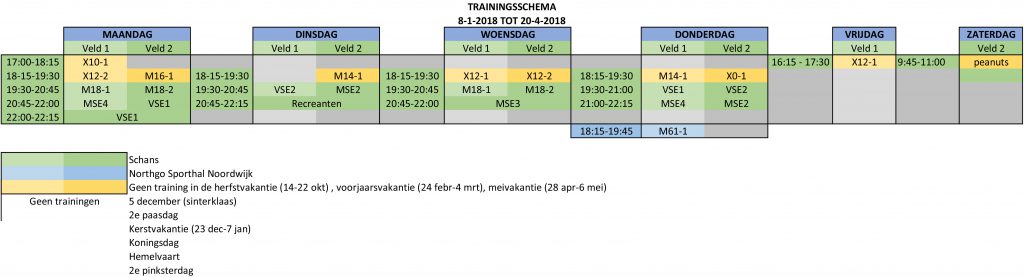 TRAININGSSCHEMA
8-1-2018 TOT 20-4-2018
MAANDAG DINSDAG WOENSDAG DONDERDAG VRIJDAG ZATERDAG
Veld 1 Veld 2 Veld 1 Veld 2 Veld 1 Veld 2 Veld 1 Veld 2 Veld 1 Veld 2
17:00-18:15 X10-1 16:15 - 17:30 X12-1 9:45-11:00 peanuts
18-15-19:30 X12-2 M16-1 18-15-19:30 M14-1 18-15-19:30 X12-1 X12-2 18:15-19:30 M14-1 X0-1
19:30-20:45 M18-1 M18-2 19:30-20:45 VSE2 MSE2 19:30-20:45 M18-1 M18-2 19:30-21:00 VSE1 VSE2
20:45-22:00 MSE4 VSE1 20:45-22:15 Recreanten 20:45-22:00 MSE3 21:00-22:15 MSE4 MSE2
22:00-22:15 VSE1
18:15-19:45 M61-1
Schans
Northgo Sporthal Noordwijk
Geen training in de herfstvakantie (14-22 okt) , voorjaarsvakantie (24 febr-4 mrt), meivakantie (28 apr-6 mei)
Geen trainingen 5 december (sinterklaas)
2e paasdag
Kerstvakantie (23 dec-7 jan)
Koningsdag
Hemelvaart
2e pinksterdag